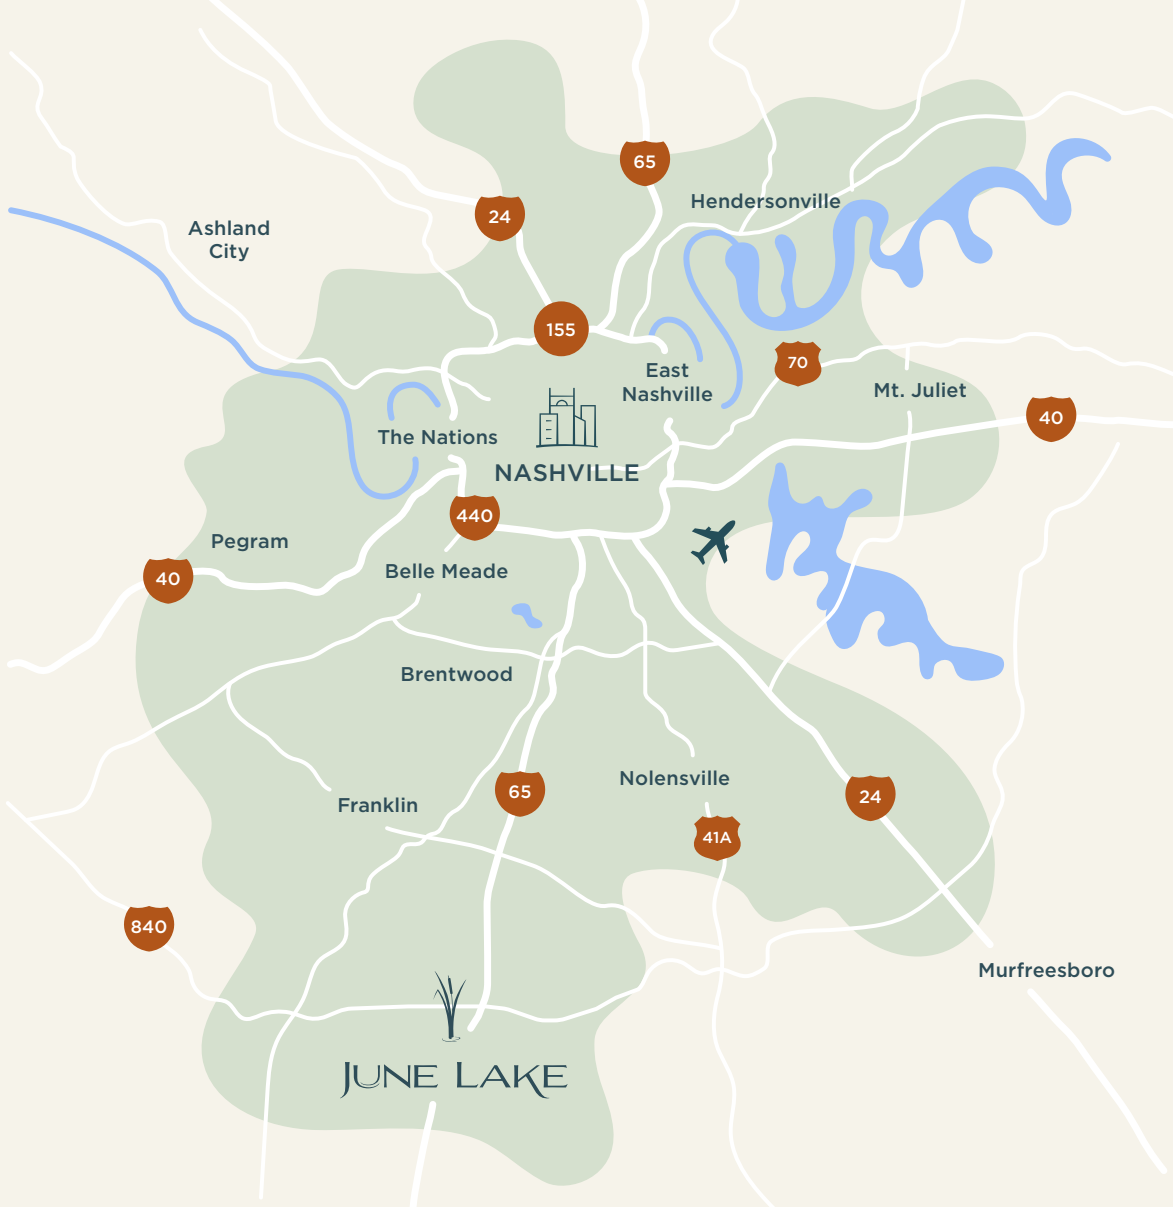 65
Hendersonville
24
Ashland
City
155
70
East
Nashville
Mt. Juliet
40
The Nations
NASHVILLE
440
Pegram
40
Belle Meade
Brentwood
Nolensville
65
24
Franklin
41A
840
Murfreesboro
JUNE LAKE